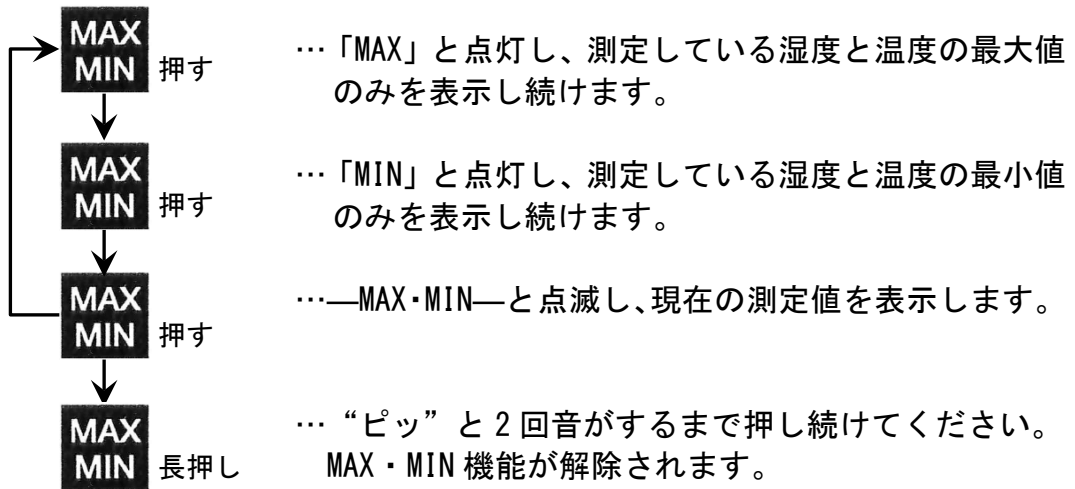 MAX
MIN 押す
…「MAX」と点灯し、測定している湿度と温度の最大値
のみを表示し続けます。
MAX
MIN 押す
…「MIN」と点灯し、測定している湿度と温度の最小値
のみを表示し続けます。
MAX
MIN 押す
…―MAX・MIN―と点滅し、現在の測定値を表示します。
MAX
MIN 長押し
…“ピッ”と2回音がするまで押し続けてください。
MAX・MIN機能が解除されます。